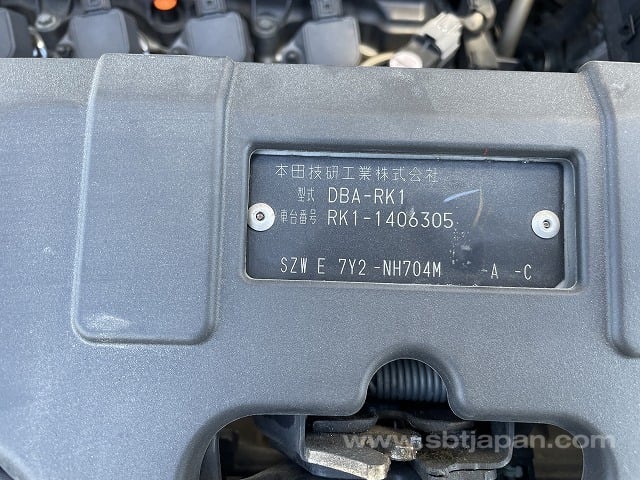 本田技研工業株式会社
型式 DBA-RK1
車台番号 RK1-1406305
SZW E 7Y2 -NH704M -A -C
www.sbtjapan.com